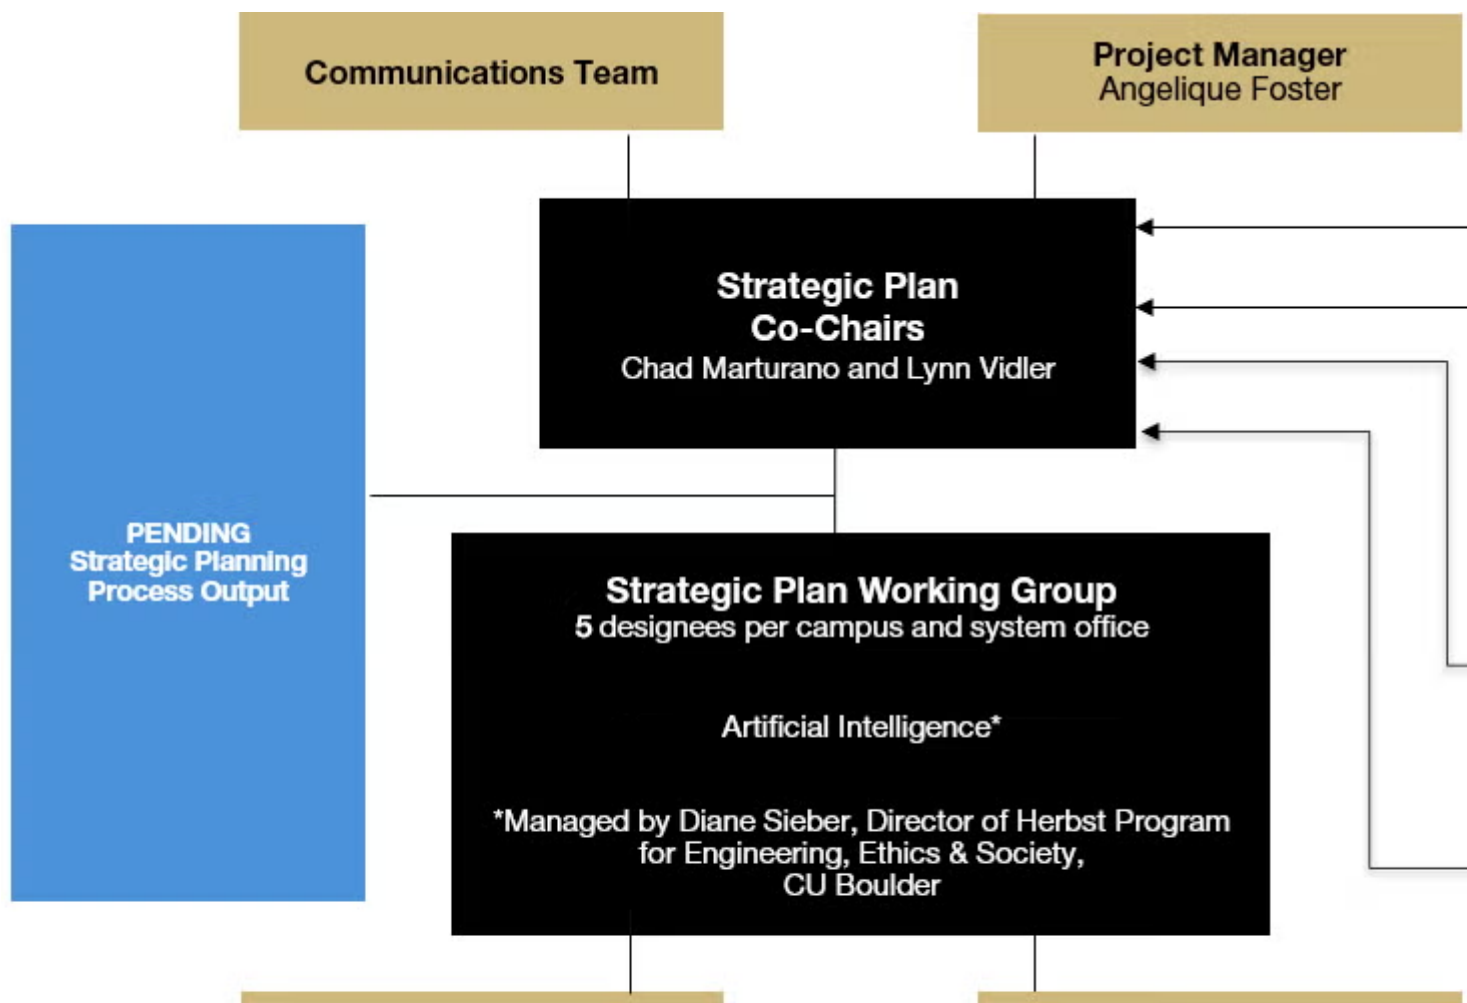 Communications Team
Project Manager
Angelique Foster
Strategic Plan
Co-Chairs
Chad Marturano and Lynn Vidler
PENDING
Strategic Planning
Process Output
Strategic Plan Working Group
5 designees per campus and system office
Artificial Intelligence*
*Managed by Diane Sieber, Director of Herbst Program
for Engineering, Ethics & Society,
CU Boulder